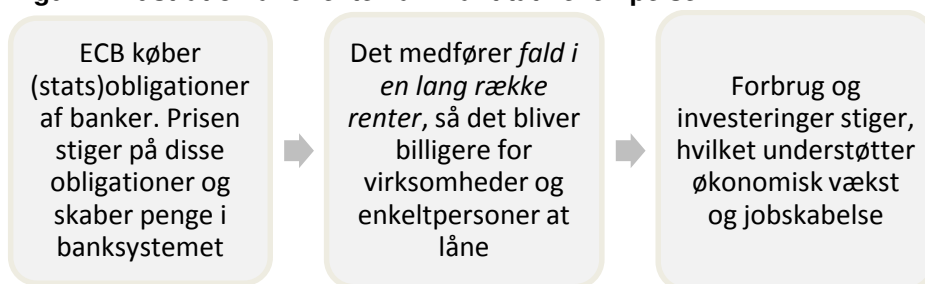 ECB køber
(stats)obligationer
af banker. Prisen
stiger på disse
obligationer og
skaber penge i
banksystemet
Det medfører fald i
en lang række
renter, så det bliver
billigere for
virksomheder og
enkeltpersoner at
låne
Forbrug og
investeringer stiger,
hvilket understøtter
økonomisk vækst
og jobskabelse